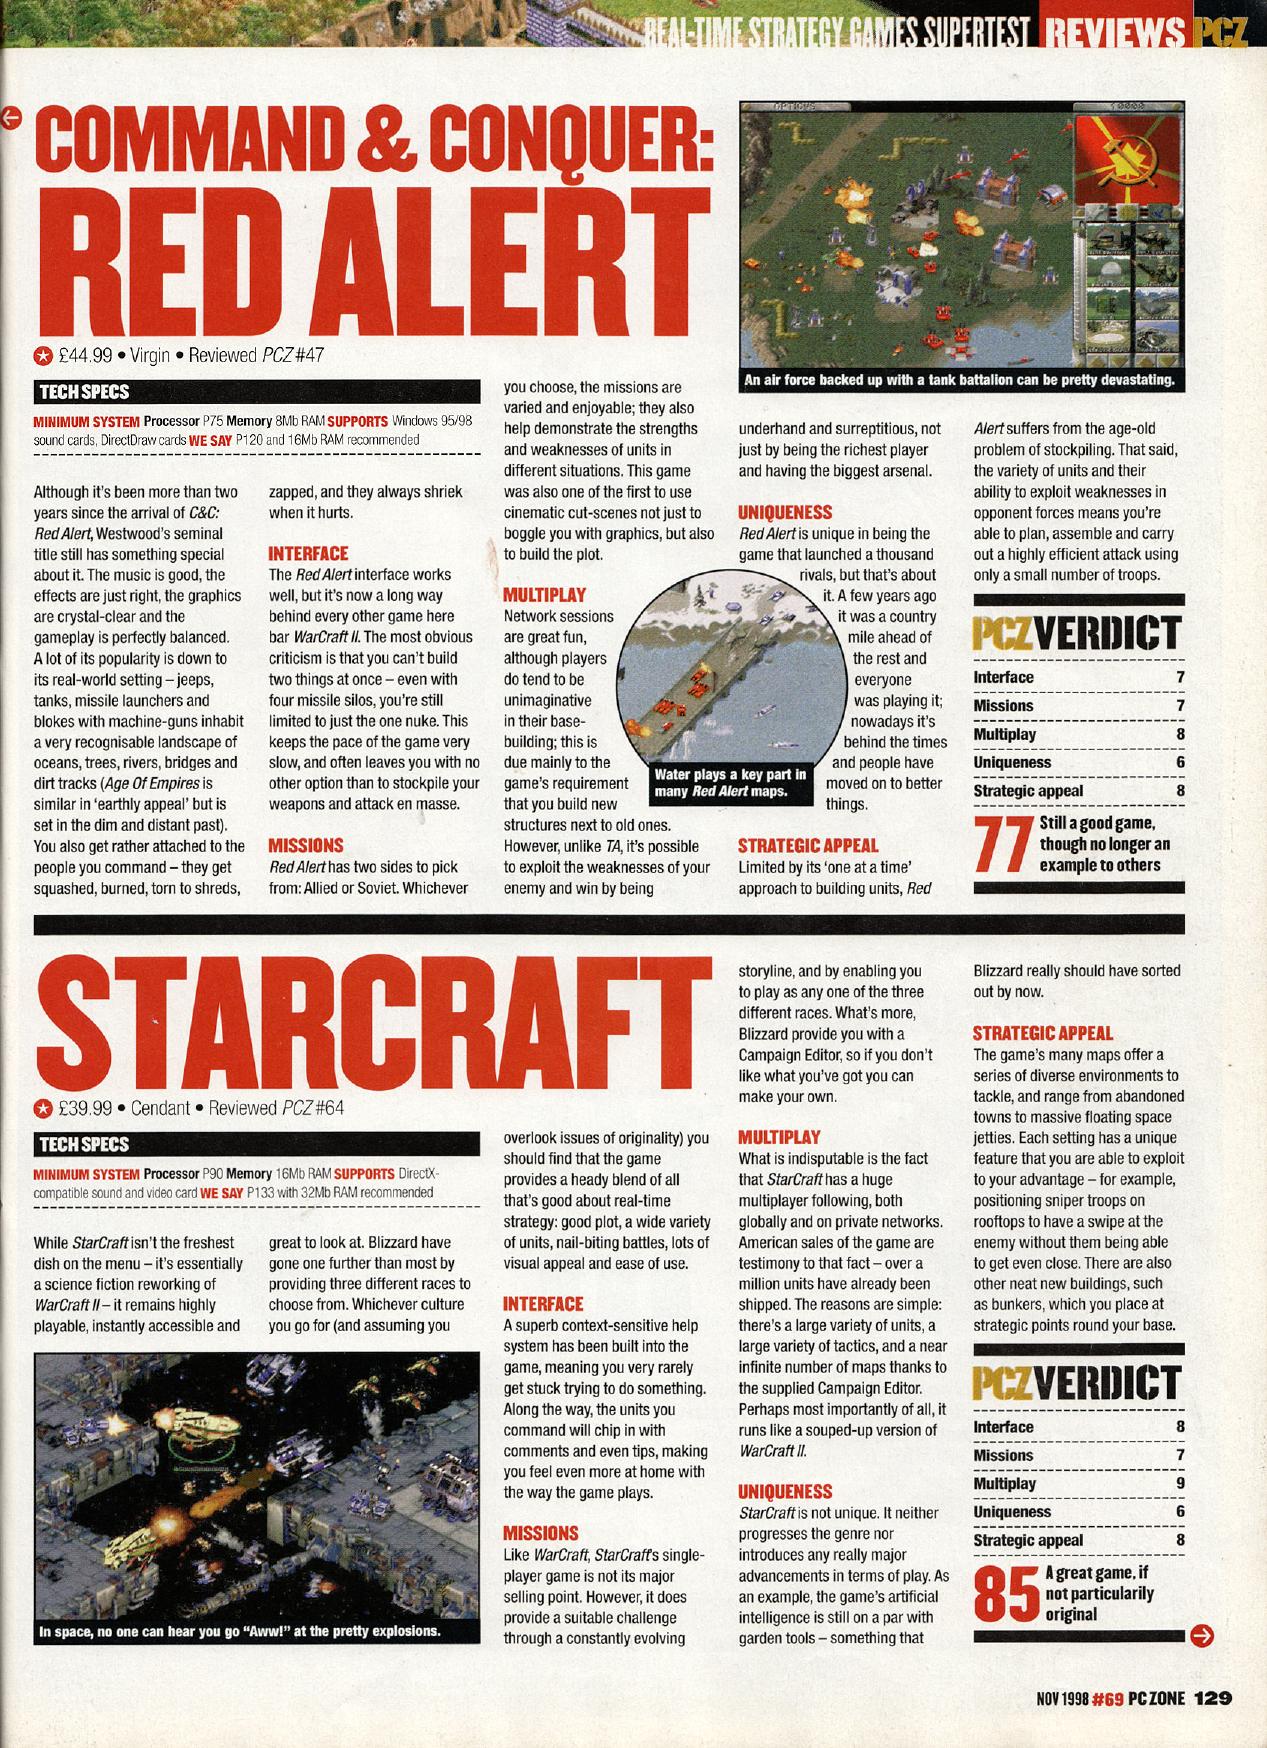 REAL-TIME STRATEGY GAMES SUPERTEST REVIEWS PCZ
COMMAND & CONQUER:
RED ALERT
£44.99 • Virgin • Reviewed PCZ #47
TECH SPECS
MINIMUM SYSTEM Processor P75 Memory 8Mb RAM SUPPORTS Windows 95/98
sound cards, DirectDraw cards WE SAY P120 and 16Mb RAM recommended
Although it's been more than two
years since the arrival of C&C:
Red Alert, Westwood's seminal
title still has something special
about it. The music is good, the
effects are just right, the graphics
are crystal-clear and the
gameplay is perfectly balanced.
A lot of its popularity is down to
its real-world setting – jeeps,
tanks, missile launchers and
blokes with machine-guns inhabit
a very recognisable landscape of
oceans, trees, rivers, bridges and
dirt tracks (Age Of Empires is
similar in 'earthly appeal' but is
set in the dim and distant past).
You also get rather attached to the
people you command – they get
squashed, burned, torn to shreds,
zapped, and they always shriek
when it hurts.
INTERFACE
The Red Alert interface works
well, but it's now a long way
behind every other game here
bar WarCraft II. The most obvious
criticism is that you can't build
two things at once – even with
four missile silos, you're still
limited to just the one nuke. This
keeps the pace of the game very
slow, and often leaves you with no
other option than to stockpile your
weapons and attack en masse.
MISSIONS
Red Alert has two sides to pick
from: Allied or Soviet. Whichever
you choose, the missions are
varied and enjoyable; they also
help demonstrate the strengths
and weaknesses of units in
different situations. This game
was also one of the first to use
cinematic cut-scenes not just to
boggle you with graphics, but also
to build the plot.
MULTIPLAY
Network sessions
are great fun,
although players
do tend to be
unimaginative
in their base-
building; this is
due mainly to the
game's requirement
that you build new
structures next to old ones.
However, unlike TA, it's possible
to exploit the weaknesses of your
enemy and win by being
An air force backed up with a tank battalion can be pretty devastating.
underhand and surreptitious, not
just by being the richest player
and having the biggest arsenal.
UNIQUENESS
Red Alert is unique in being the
game that launched a thousand
rivals, but that's about
it. A few years ago
it was a country
mile ahead of
the rest and
everyone
was playing it;
nowadays it's
behind the times
and people have
moved on to better
things.
Water plays a key part in
many Red Alert maps.
STRATEGIC APPEAL
Limited by its 'one at a time'
approach to building units, Red
Alert suffers from the age-old
problem of stockpiling. That said,
the variety of units and their
ability to exploit weaknesses in
opponent forces means you're
able to plan, assemble and carry
out a highly efficient attack using
only a small number of troops.
PCZ VERDICT
Interface 7
Missions 7
Multiplay 8
Uniqueness 6
Strategic appeal 8
77 Still a good game,
though no longer an
example to others
STARCRAFT
£39.99 • Cendant • Reviewed PCZ #64
TECH SPECS
MINIMUM SYSTEM Processor P90 Memory 16Mb RAM SUPPORTS DirectX-
compatible sound and video card WE SAY P133 with 32Mb RAM recommended
While StarCraft isn't the freshest
dish on the menu – it's essentially
a science fiction reworking of
WarCraft II – it remains highly
playable, instantly accessible and
great to look at. Blizzard have
gone one further than most by
providing three different races to
choose from. Whichever culture
you go for (and assuming you
In space, no one can hear you go "Aww!" at the pretty explosions.
overlook issues of originality) you
should find that the game
provides a heady blend of all
that's good about real-time
strategy: good plot, a wide variety
of units, nail-biting battles, lots of
visual appeal and ease of use.
INTERFACE
A superb context-sensitive help
system has been built into the
game, meaning you very rarely
get stuck trying to do something.
Along the way, the units you
command will chip in with
comments and even tips, making
you feel even more at home with
the way the game plays.
MISSIONS
Like WarCraft, StarCraft's single-
player game is not its major
selling point. However, it does
provide a suitable challenge
through a constantly evolving
storyline, and by enabling you
to play as any one of the three
different races. What's more,
Blizzard provide you with a
Campaign Editor, so if you don't
like what you've got you can
make your own.
MULTIPLAY
What is indisputable is the fact
that StarCraft has a huge
multiplayer following, both
globally and on private networks.
American sales of the game are
testimony to that fact – over a
million units have already been
shipped. The reasons are simple:
there's a large variety of units, a
large variety of tactics, and a near
infinite number of maps thanks to
the supplied Campaign Editor.
Perhaps most importantly of all, it
runs like a souped-up version of
WarCraft II.
UNIQUENESS
StarCraft is not unique. It neither
progresses the genre nor
introduces any really major
advancements in terms of play. As
an example, the game's artificial
intelligence is still on a par with
garden tools – something that
Blizzard really should have sorted
out by now.
STRATEGIC APPEAL
The game's many maps offer a
series of diverse environments to
tackle, and range from abandoned
towns to massive floating space
jetties. Each setting has a unique
feature that you are able to exploit
to your advantage – for example,
positioning sniper troops on
rooftops to have a swipe at the
enemy without them being able
to get even close. There are also
other neat new buildings, such
as bunkers, which you place at
strategic points round your base.
PCZ VERDICT
Interface 8
Missions 7
Multiplay 9
Uniqueness 6
Strategic appeal 8
85 A great game, if
not particularily
original
NOV 1998 #69 PC ZONE 129